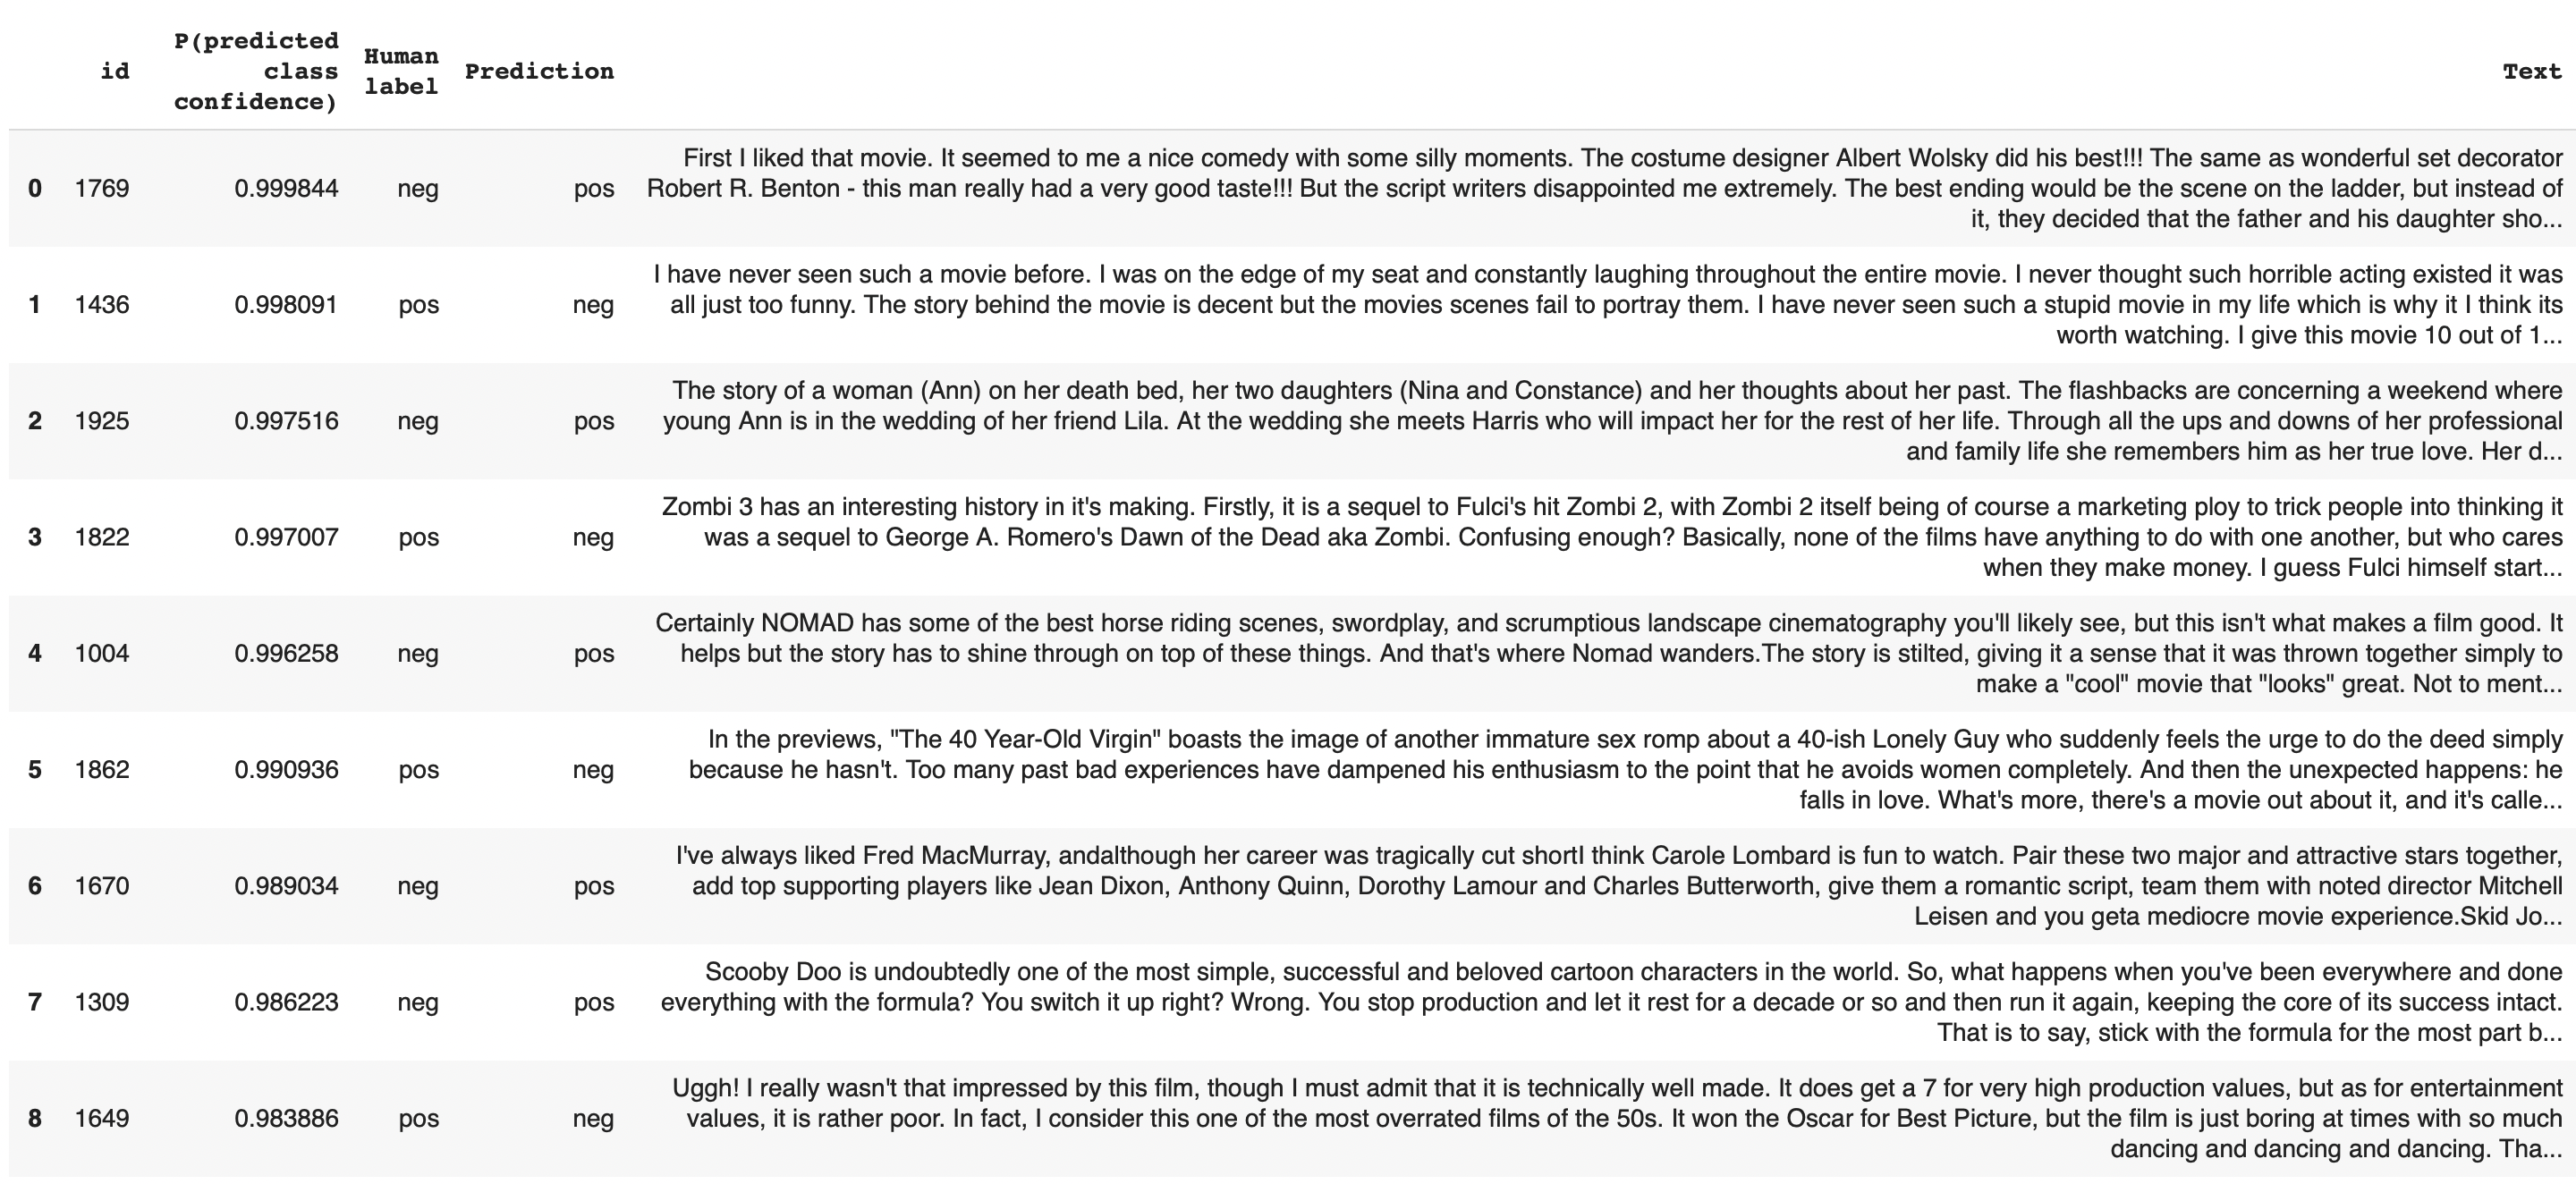 id P(predicted class confidence) Human label Prediction Text
0 1769 0.999844 neg pos First I liked that movie. It seemed to me a nice comedy with some silly moments. The costume designer Albert Wolsky did his best!!! The same as wonderful set decorator
Robert R. Benton - this man really had a very good taste!!! But the script writers disappointed me extremely. The best ending would be the scene on the ladder, but instead of
it, they decided that the father and his daughter sho...
1 1436 0.998091 pos neg I have never seen such a movie before. I was on the edge of my seat and constantly laughing throughout the entire movie. I never thought such horrible acting existed it was
all just too funny. The story behind the movie is decent but the movies scenes fail to portray them. I have never seen such a stupid movie in my life which is why it I think its
worth watching. I give this movie 10 out of 1...
2 1925 0.997516 neg pos The story of a woman (Ann) on her death bed, her two daughters (Nina and Constance) and her thoughts about her past. The flashbacks are concerning a weekend where
young Ann is in the wedding of her friend Lila. At the wedding she meets Harris who will impact her for the rest of her life. Through all the ups and downs of her professional
and family life she remembers him as her true love. Her d...
3 1822 0.997007 pos neg Zombi 3 has an interesting history in it's making. Firstly, it is a sequel to Fulci's hit Zombi 2, with Zombi 2 itself being of course a marketing ploy to trick people into thinking it
was a sequel to George A. Romero's Dawn of the Dead aka Zombi. Confusing enough? Basically, none of the films have anything to do with one another, but who cares
when they make money. I guess Fulci himself start...
4 1004 0.996258 neg pos Certainly NOMAD has some of the best horse riding scenes, swordplay, and scrumptious landscape cinematography you'll likely see, but this isn't what makes a film good. It
helps but the story has to shine through on top of these things. And that's where Nomad wanders.The story is stilted, giving it a sense that it was thrown together simply to
make a "cool" movie that "looks" great. Not to ment...
5 1862 0.990936 pos neg In the previews, "The 40 Year-Old Virgin" boasts the image of another immature sex romp about a 40-ish Lonely Guy who suddenly feels the urge to do the deed simply
because he hasn't. Too many past bad experiences have dampened his enthusiasm to the point that he avoids women completely. And then the unexpected happens: he
falls in love. What's more, there's a movie out about it, and it's calle...
6 1670 0.989034 neg pos I've always liked Fred MacMurray, andalthough her career was tragically cut shortI think Carole Lombard is fun to watch. Pair these two major and attractive stars together,
add top supporting players like Jean Dixon, Anthony Quinn, Dorothy Lamour and Charles Butterworth, give them a romantic script, team them with noted director Mitchell
Leisen and you geta mediocre movie experience.Skid Jo...
7 1309 0.986223 neg pos Scooby Doo is undoubtedly one of the most simple, successful and beloved cartoon characters in the world. So, what happens when you've been everywhere and done
everything with the formula? You switch it up right? Wrong. You stop production and let it rest for a decade or so and then run it again, keeping the core of its success intact.
That is to say, stick with the formula for the most part b...
8 1649 0.983886 pos neg Uggh! I really wasn't that impressed by this film, though I must admit that it is technically well made. It does get a 7 for very high production values, but as for entertainment
values, it is rather poor. In fact, I consider this one of the most overrated films of the 50s. It won the Oscar for Best Picture, but the film is just boring at times with so much
dancing and dancing and dancing. Tha...